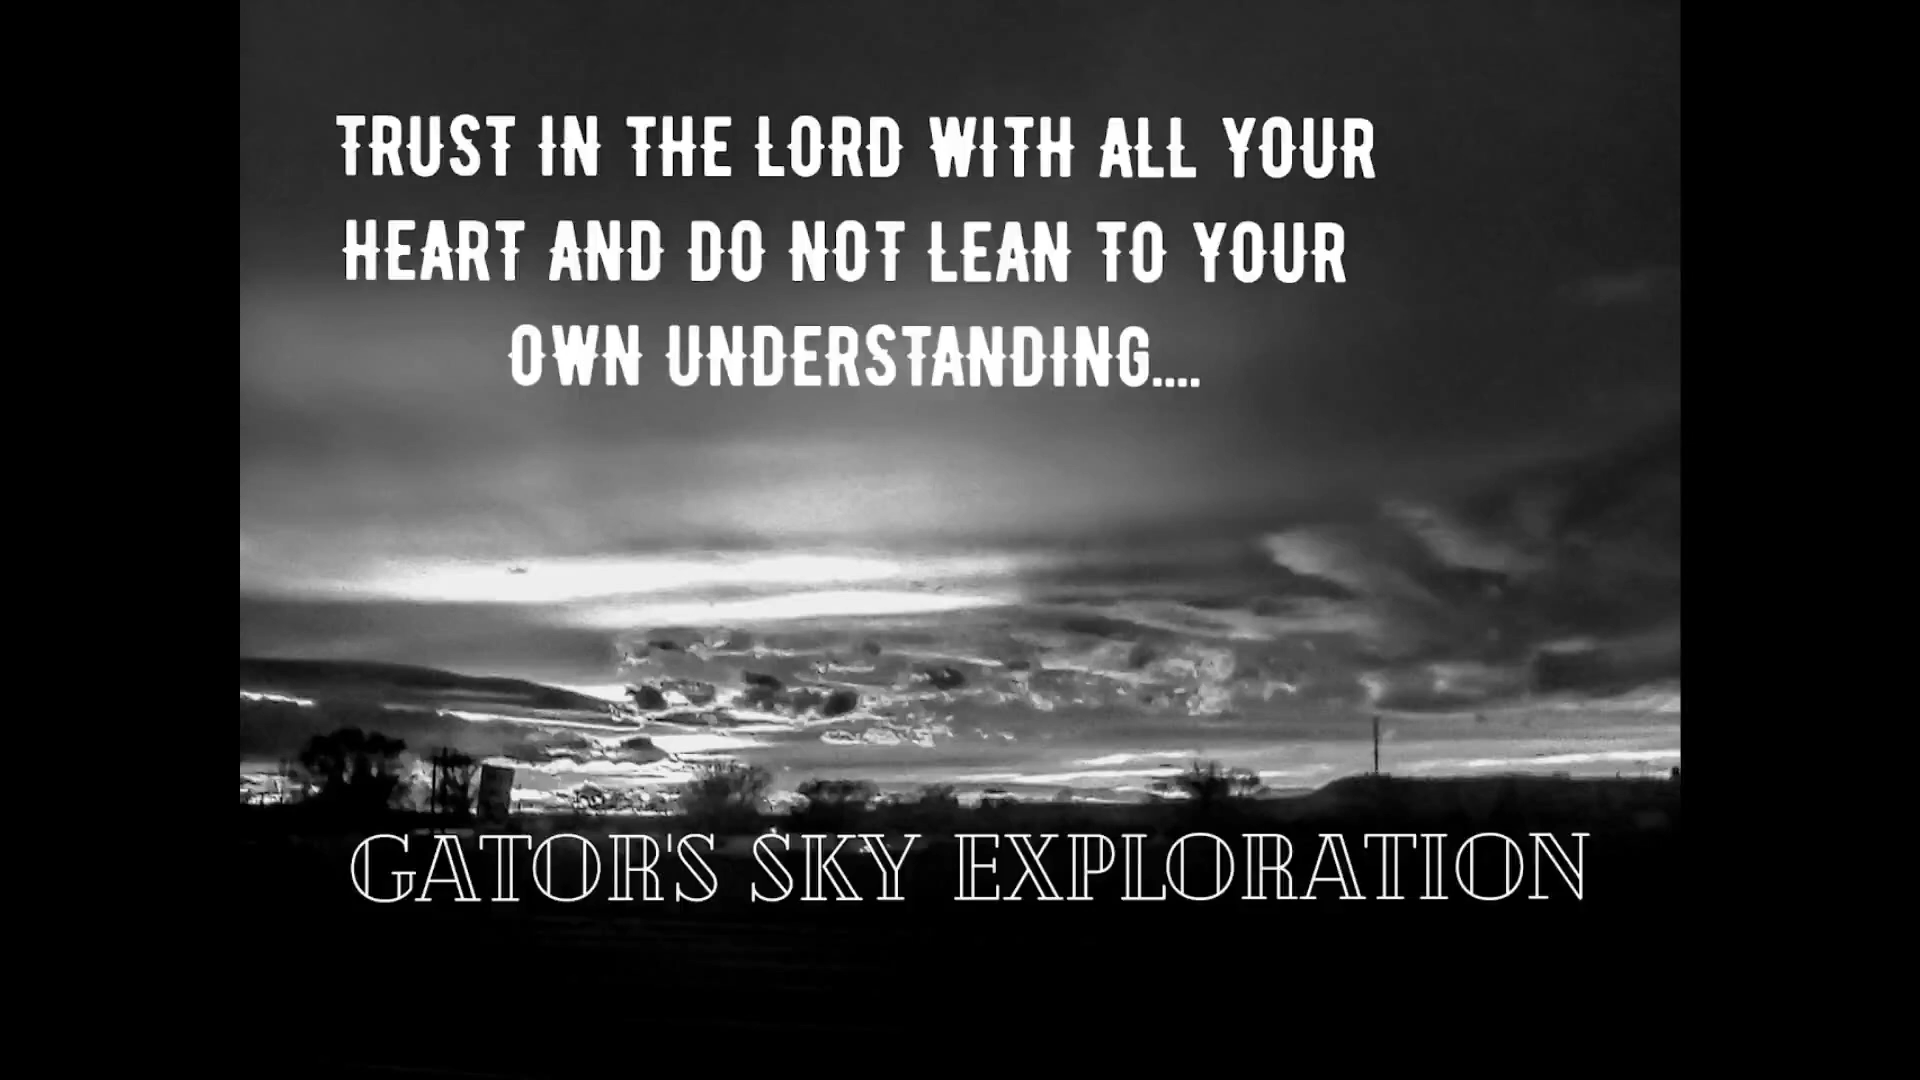 TRUST IN THE LORD WITH ALL YOUR
HEART AND DO NOT LEAN TO YOUR
OWN UNDERSTANDING....
GATOR'S SKY EXPLORATION